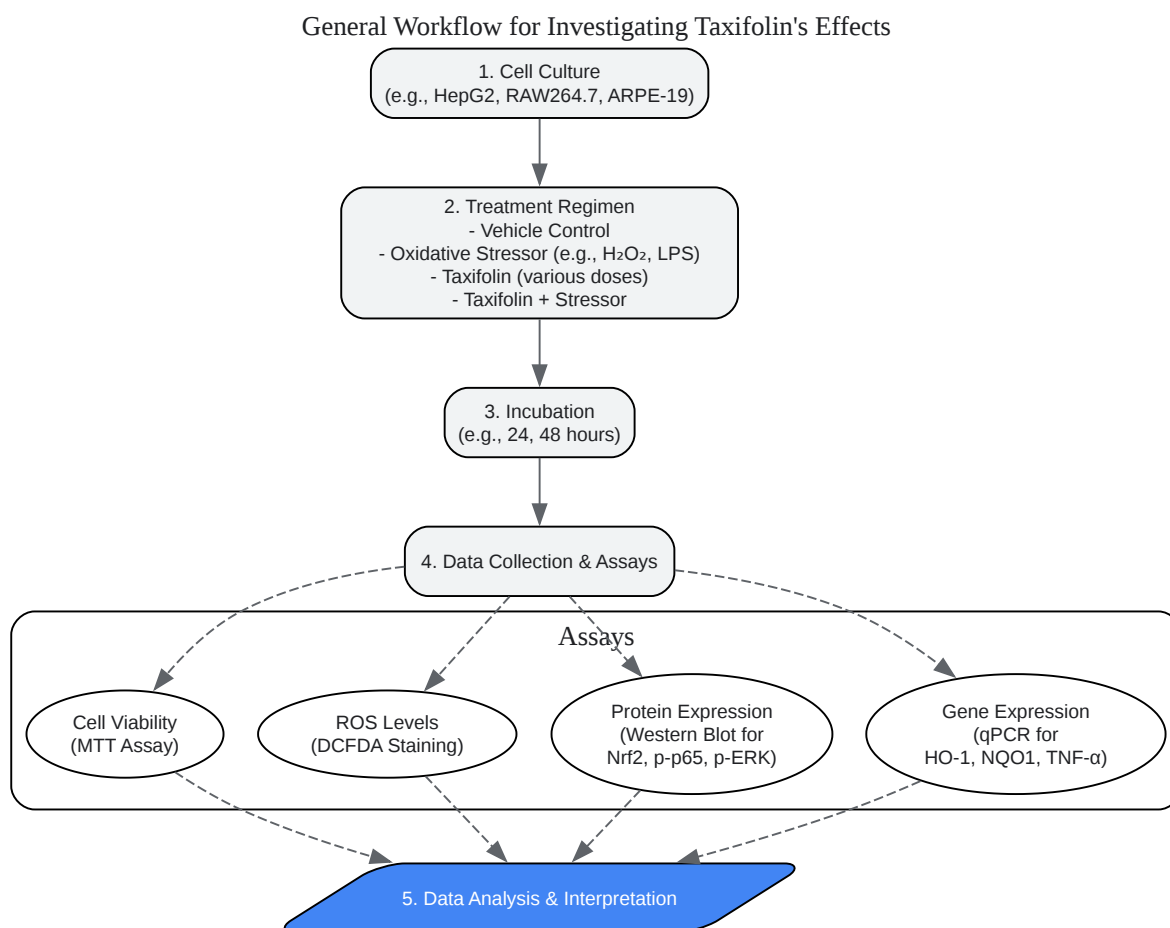 General Workflow for Investigating Taxifolin's Effects
1. Cell Culture
(e.g., HepG2, RAW264.7, ARPE-19)
2. Treatment Regimen
- Vehicle Control
- Oxidative Stressor (e.g., H₂O₂, LPS)
- Taxifolin (various doses)
- Taxifolin + Stressor
3. Incubation
(e.g., 24, 48 hours)
4. Data Collection & Assays
Assays
Cell Viability
(MTT Assay)
ROS Levels
(DCFDA Staining)
Protein Expression
(Western Blot for
Nrf2, p-p65, p-ERK)
Gene Expression
(qPCR for
HO-1, NQO1, TNF-α)
5. Data Analysis & Interpretation